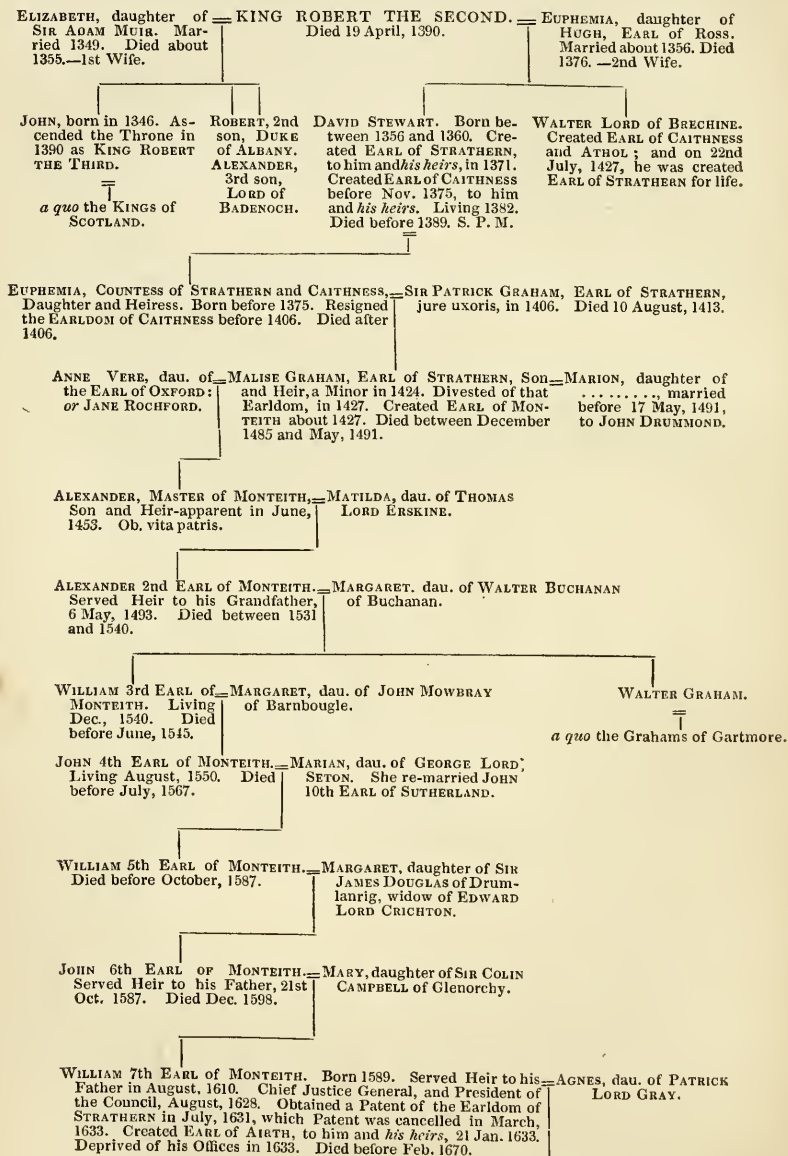 ELIZABETH, daughter of
SIR ADAM MUIR. Mar-
ried 1349. Died about
1355.—1st Wife.
KING ROBERT THE SECOND.
Died 19 April, 1390.
EUPHEMIA, daughter of
HUGH, EARL of Ross.
Married about 1356. Died
1376. —2nd Wife.
JOHN, born in 1346. As-
cended the Throne in
1390 as KING ROBERT
THE THIRD.
=
a quo the KINGS of
SCOTLAND.
ROBERT, 2nd
son, DUKE
of ALBANY.
ALEXANDER,
3rd son,
LORD of
BADENOCH.
DAVID STEWART. Born be-
tween 1356 and 1360. Cre-
ated EARL of STRATHERN,
to him and his heirs, in 1371.
Created EARL of CAITHNESS
before Nov. 1375, to him
and his heirs. Living 1382.
Died before 1389. S. P. M.
=
WALTER LORD of BRECHINE.
Created EARL of CAITHNESS
and ATHOL ; and on 22nd
July, 1427, he was created
EARL of STRATHERN for life.
EUPHEMIA, COUNTESS of STRATHERN and CAITHNESS,
Daughter and Heiress. Born before 1375. Resigned
the EARLDOM of CAITHNESS before 1406. Died after
1406.
=SIR PATRICK GRAHAM, EARL of STRATHERN,
jure uxoris, in 1406. Died 10 August, 1413.
ANNE VERE, dau. of
the EARL of OXFORD:
or JANE ROCHFORD.
=MALISE GRAHAM, EARL of STRATHERN, Son
and Heir, a Minor in 1424. Divested of that
Earldom, in 1427. Created EARL of MON-
TEITH about 1427. Died between December
1485 and May, 1491.
=MARION, daughter of
........., married
before 17 May, 1491,
to JOHN DRUMMOND.
ALEXANDER, MASTER of MONTEITH,
Son and Heir-apparent in June,
1453. Ob. vita patris.
=MATILDA, dau. of THOMAS
LORD ERSKINE.
ALEXANDER 2nd EARL of MONTEITH.
Served Heir to his Grandfather,
6 May, 1493. Died between 1531
and 1540.
=MARGARET. dau. of WALTER BUCHANAN
of Buchanan.
WILLIAM 3rd EARL of
MONTEITH. Living
Dec., 1540. Died
before June, 1545.
=MARGARET, dau. of JOHN MOWBRAY
of Barnbougle.
WALTER GRAHAM.
=
a quo the Grahams of Gartmore.
JOHN 4th EARL of MONTEITH.
Living August, 1550. Died
before July, 1567.
=MARIAN, dau. of GEORGE LORD
SETON. She re-married JOHN
10th EARL of SUTHERLAND.
WILLIAM 5th EARL of MONTEITH.
Died before October, 1587.
=MARGARET, daughter of SIR
JAMES DOUGLAS of Drum-
lanrig, widow of EDWARD
LORD CRICHTON.
JOHN 6th EARL OF MONTEITH.
Served Heir to his Father, 21st
Oct. 1587. Died Dec. 1598.
=MARY, daughter of SIR COLIN
CAMPBELL of Glenorchy.
WILLIAM 7th EARL of MONTEITH. Born 1589. Served Heir to his
Father in August, 1610. Chief Justice General, and President of
the Council, August, 1628. Obtained a Patent of the Earldom of
STRATHERN in July, 1631, which Patent was cancelled in March,
1633. Created EARL of AIRTH, to him and his heirs, 21 Jan. 1633.
Deprived of his Offices in 1633. Died before Feb. 1670.
=AGNES, dau. of PATRICK
LORD GRAY.